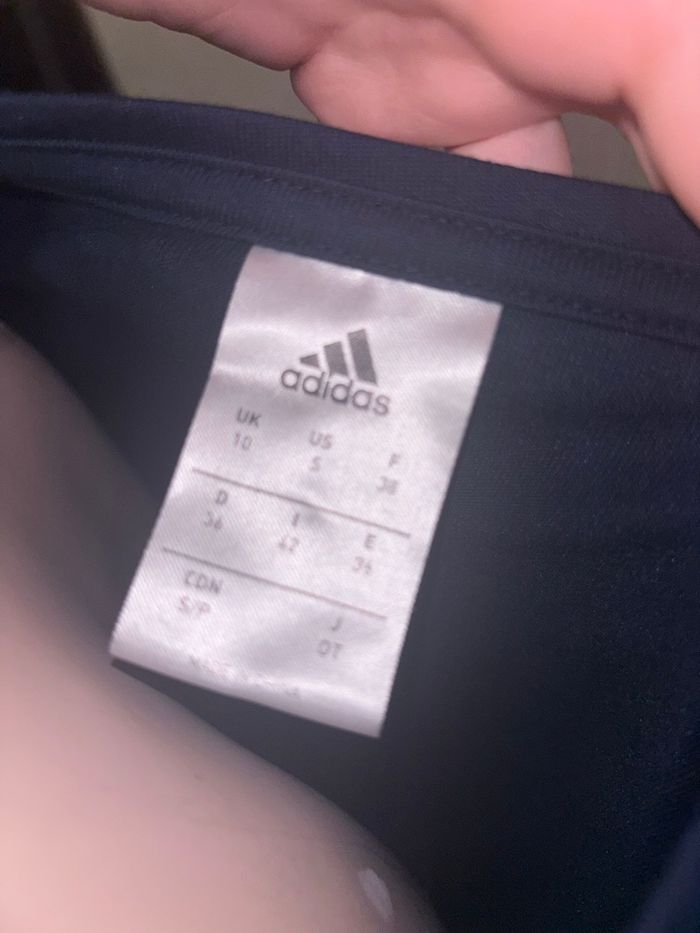 adidas
UK US F
10 S 38
D I E
36 42 36
CDN J
S/P OT